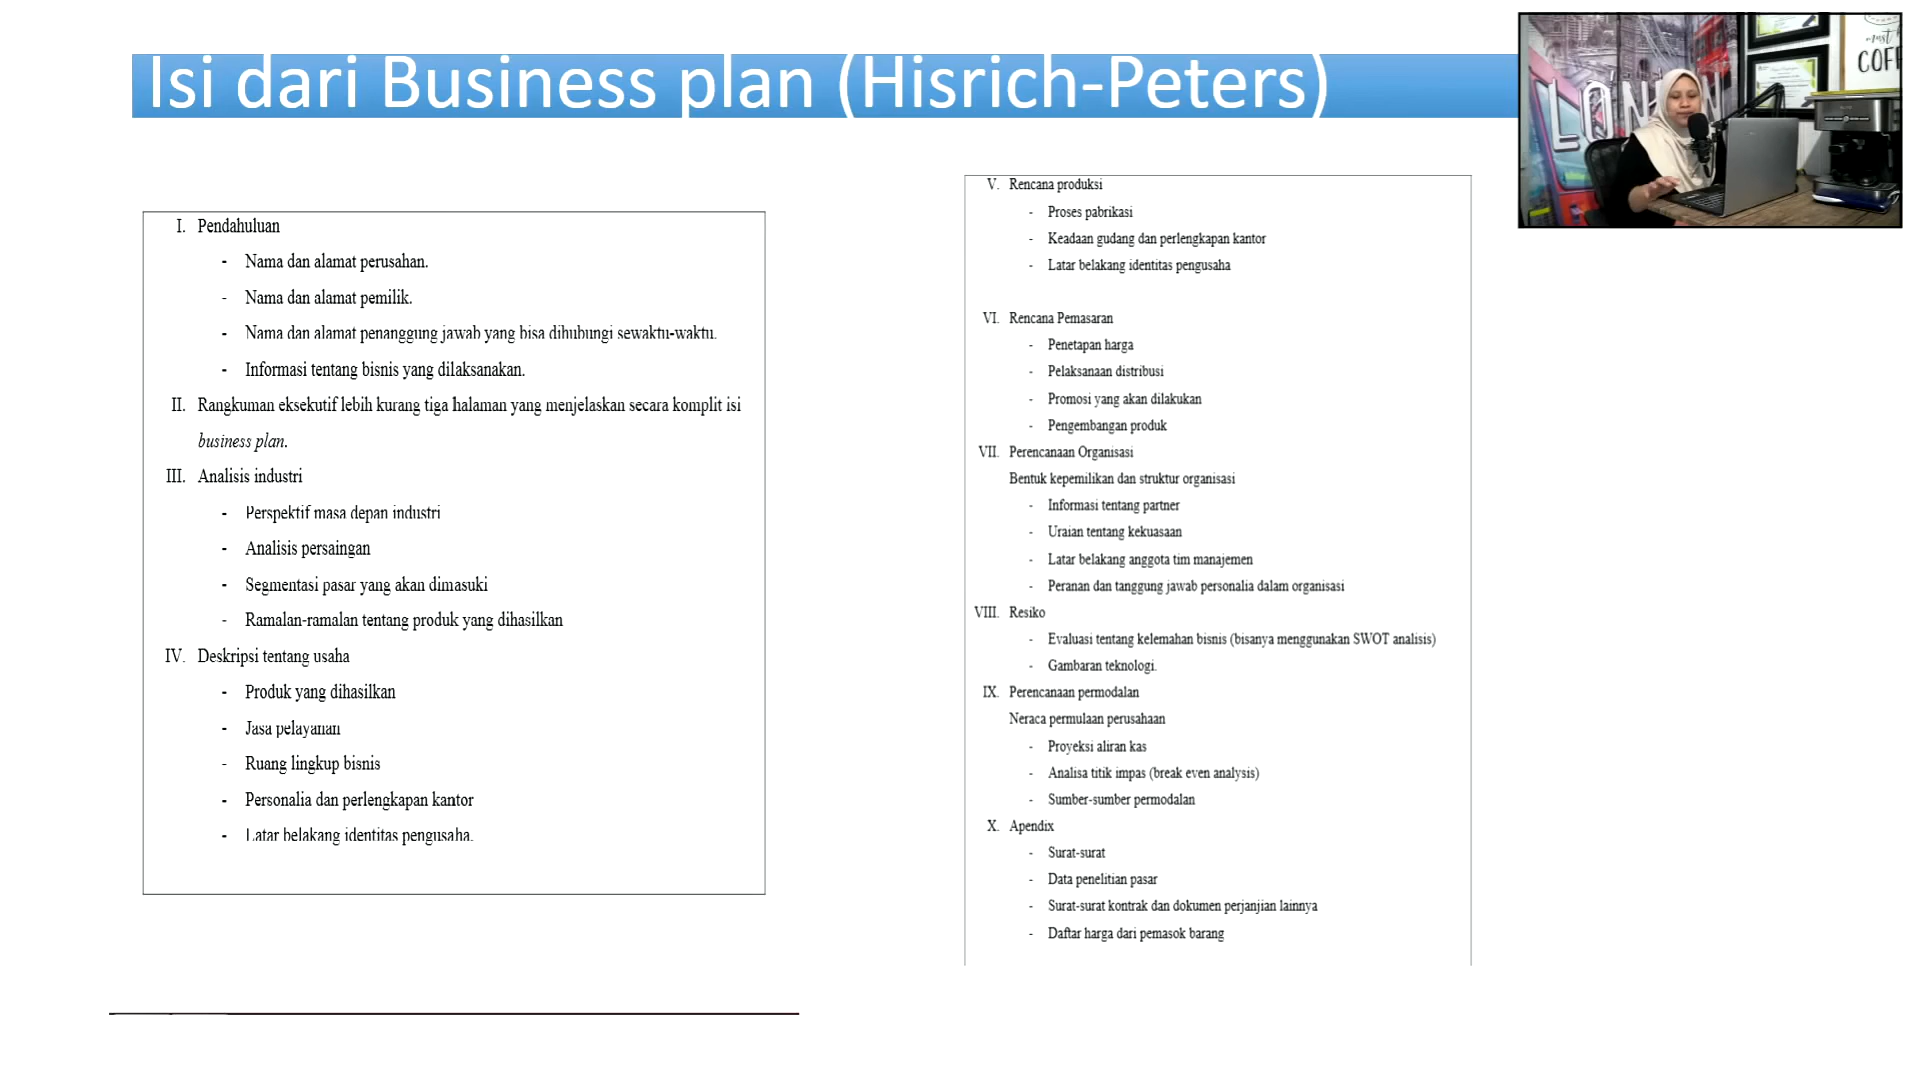 Isi dari Business plan (Hisrich-Peters)
I. Pendahuluan
- Nama dan alamat perusahan.
- Nama dan alamat pemilik.
- Nama dan alamat penanggung jawab yang bisa dihubungi sewaktu-waktu.
- Informasi tentang bisnis yang dilaksanakan.
II. Rangkuman eksekutif lebih kurang tiga halaman yang menjelaskan secara komplit isi
business plan.
III. Analisis industri
- Perspektif masa depan industri
- Analisis persaingan
- Segmentasi pasar yang akan dimasuki
- Ramalan-ramalan tentang produk yang dihasilkan
IV. Deskripsi tentang usaha
- Produk yang dihasilkan
- Jasa pelayanan
- Ruang lingkup bisnis
- Personalia dan perlengkapan kantor
- Latar belakang identitas pengusaha.
V. Rencana produksi
- Proses pabrikasi
- Keadaan gudang dan perlengkapan kantor
- Latar belakang identitas pengusaha
VI. Rencana Pemasaran
- Penetapan harga
- Pelaksanaan distribusi
- Promosi yang akan dilakukan
- Pengembangan produk
VII. Perencanaan Organisasi
Bentuk kepemilikan dan struktur organisasi
- Informasi tentang partner
- Uraian tentang kekuasaan
- Latar belakang anggota tim manajemen
- Peranan dan tanggung jawab personalia dalam organisasi
VIII. Resiko
- Evaluasi tentang kelemahan bisnis (bisanya menggunakan SWOT analisis)
- Gambaran teknologi.
IX. Perencanaan permodalan
Neraca permulaan perusahaan
- Proyeksi aliran kas
- Analisa titik impas (break even analysis)
- Sumber-sumber permodalan
X. Apendix
- Surat-surat
- Data penelitian pasar
- Surat-surat kontrak dan dokumen perjanjian lainnya
- Daftar harga dari pemasok barang